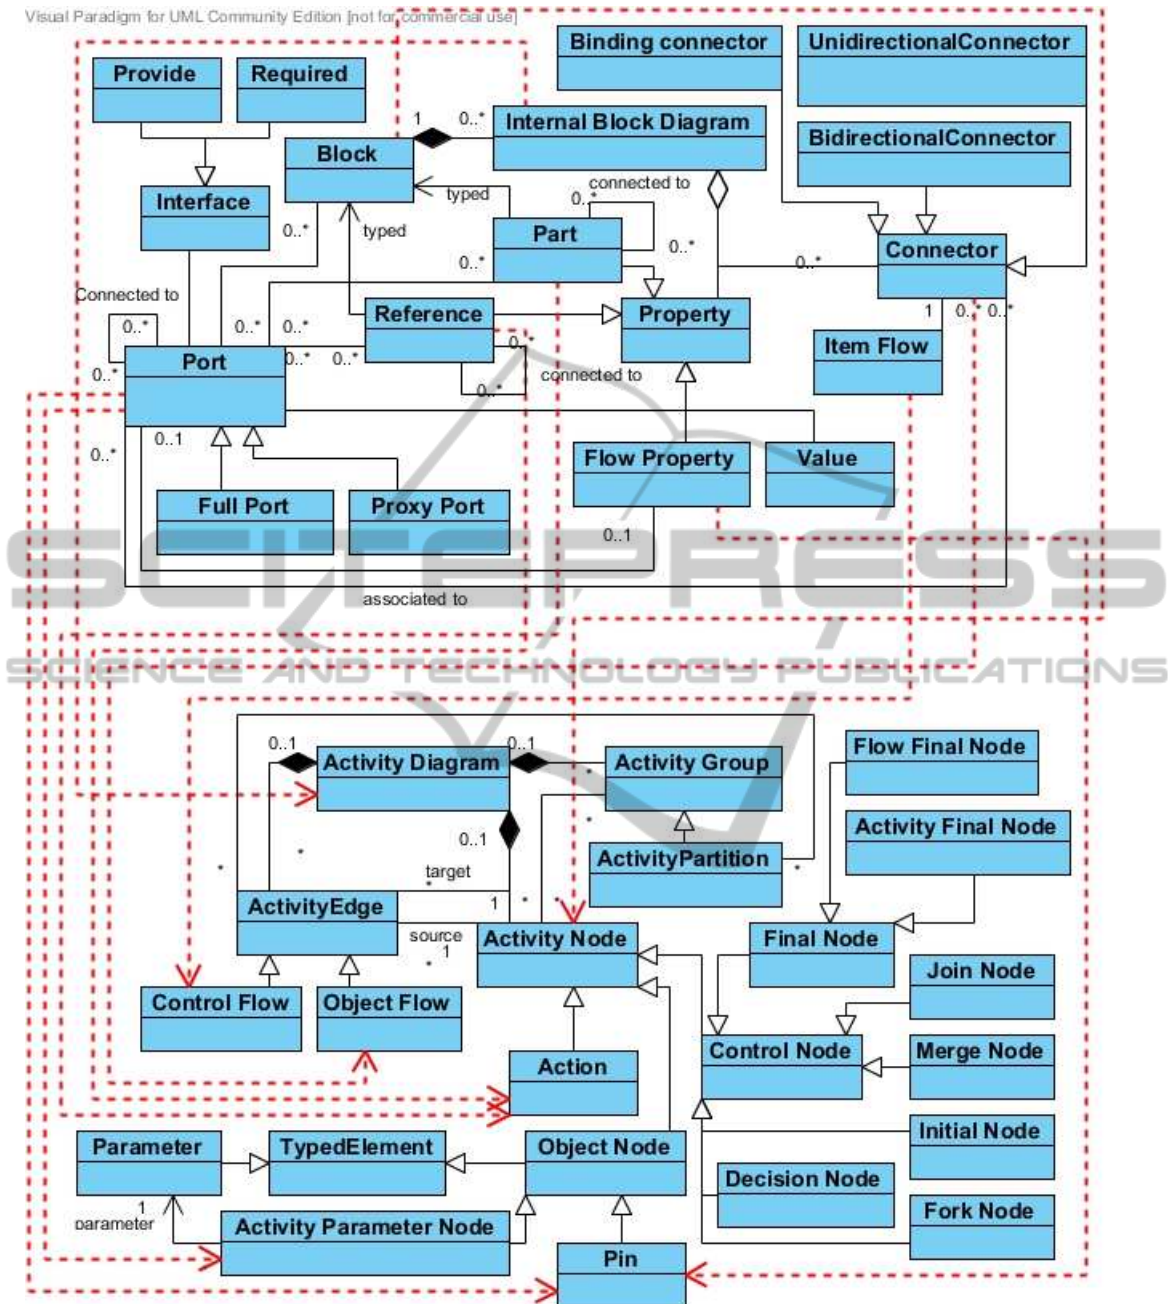 Visual Paradigm for UML Community Edition [not for commercial use]
Binding connector
UnidirectionalConnector
Provide
Required
1
0..*
Internal Block Diagram
BidirectionalConnector
Block
connected to
typed
0..*
Interface
0..*
typed
Part
0..*
Connector
0..*
0..*
Connected to
0..*
0..*
0..*
Reference
Property
1
0..*
0..*
Item Flow
0..*
Port
0..*
0..*
connected to
0..*
0..*
0..1
0..*
Flow Property
Value
Full Port
Proxy Port
0..1
associated to
SCITEPRESS
SCIENCE AND TECHNOLOGY PUBLICATIONS
0..1
Activity Diagram
0..1
Activity Group
*
Flow Final Node
0..1
*
Activity Final Node
*
*
target
*
ActivityPartition
*
ActivityEdge
1
*
*
source
1
*
Activity Node
Final Node
Join Node
Control Flow
Object Flow
Action
Control Node
Merge Node
Parameter
TypedElement
Object Node
Initial Node
Decision Node
1
parameter
Activity Parameter Node
Fork Node
Pin